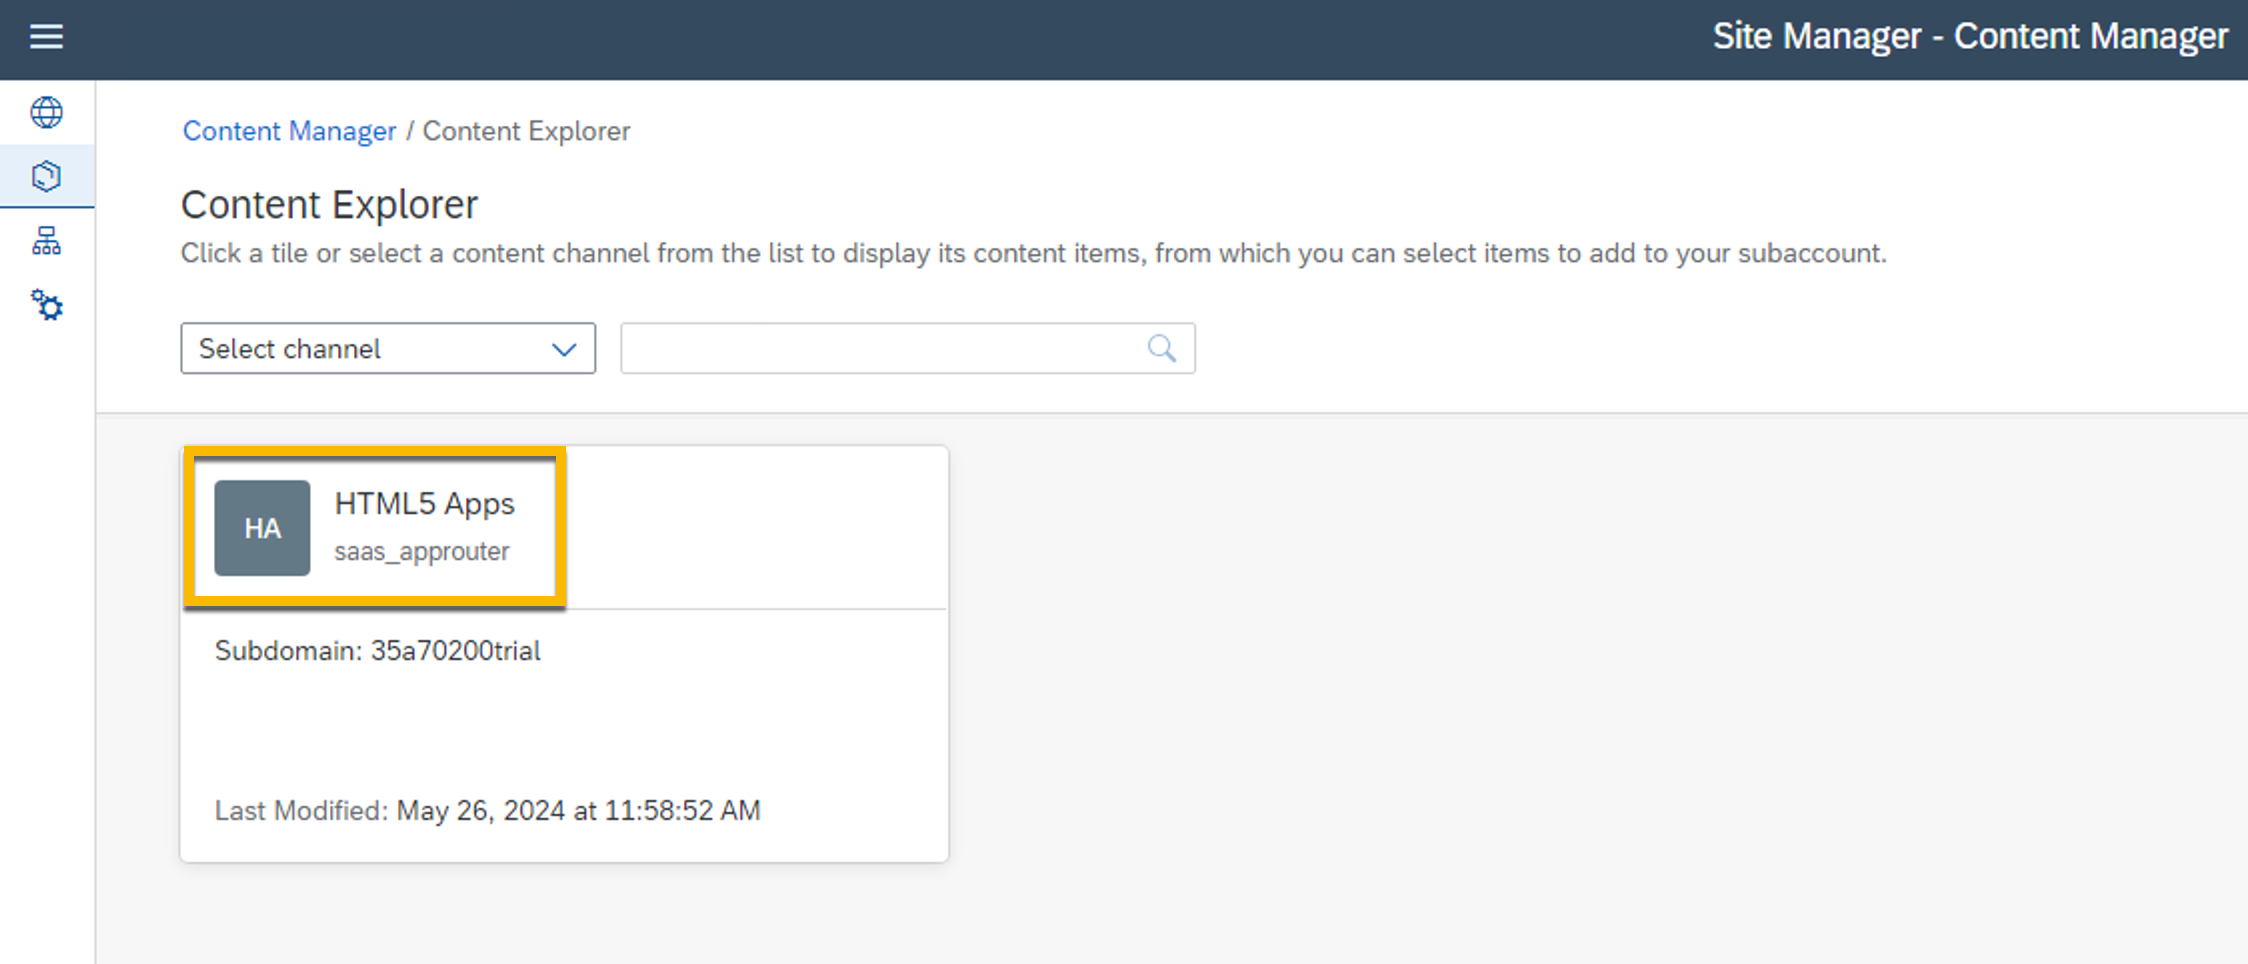 Site Manager - Content Manager
Content Manager / Content Explorer
Content Explorer
Click a tile or select a content channel from the list to display its content items, from which you can select items to add to your subaccount.
Select channel
HA
HTML5 Apps
saas_approuter
Subdomain: 35a70200trial
Last Modified: May 26, 2024 at 11:58:52 AM